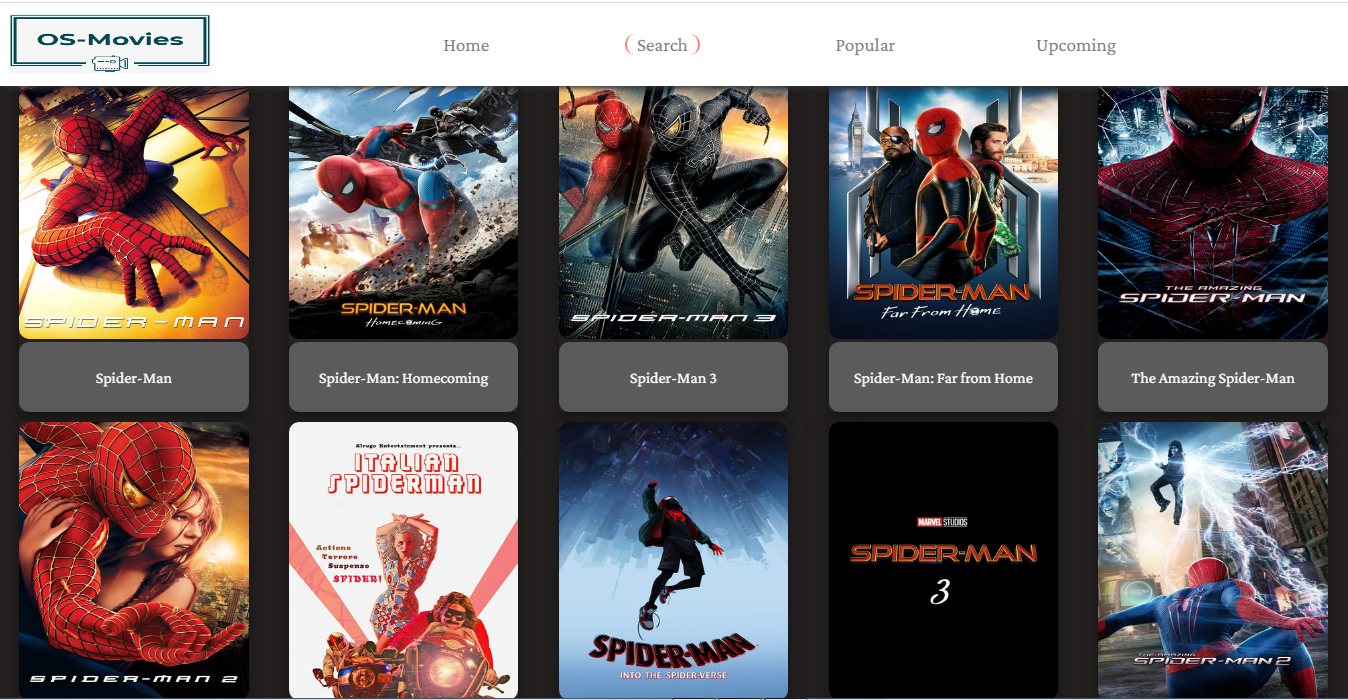 OS-Movies
Home
( Search )
Popular
Upcoming
SPIDER-MAN
SPIDER-MAN
HOMECOMING
SPIDER-MAN 3
SPIDER-MAN
Far From Home
THE AMAZING
SPIDER-MAN
Spider-Man
Spider-Man: Homecoming
Spider-Man 3
Spider-Man: Far from Home
The Amazing Spider-Man
SPIDER-MAN 2
Alrugo Entertainment presents...
ITALIAN
SPIDERMAN
Actione
Terrore
Suspenso
SPIDER!
SPIDER-MAN
INTO THE SPIDER-VERSE
MARVEL STUDIOS
SPIDER-MAN
3
THE AMAZING
SPIDER-MAN 2